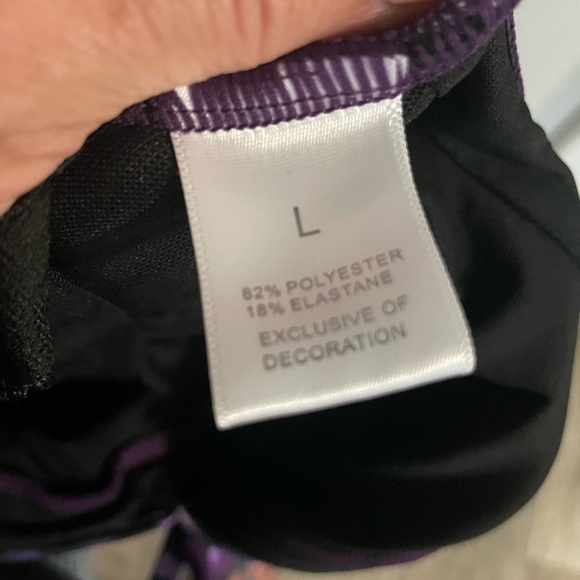 L
82% POLYESTER
18% ELASTANE
EXCLUSIVE OF
DECORATION